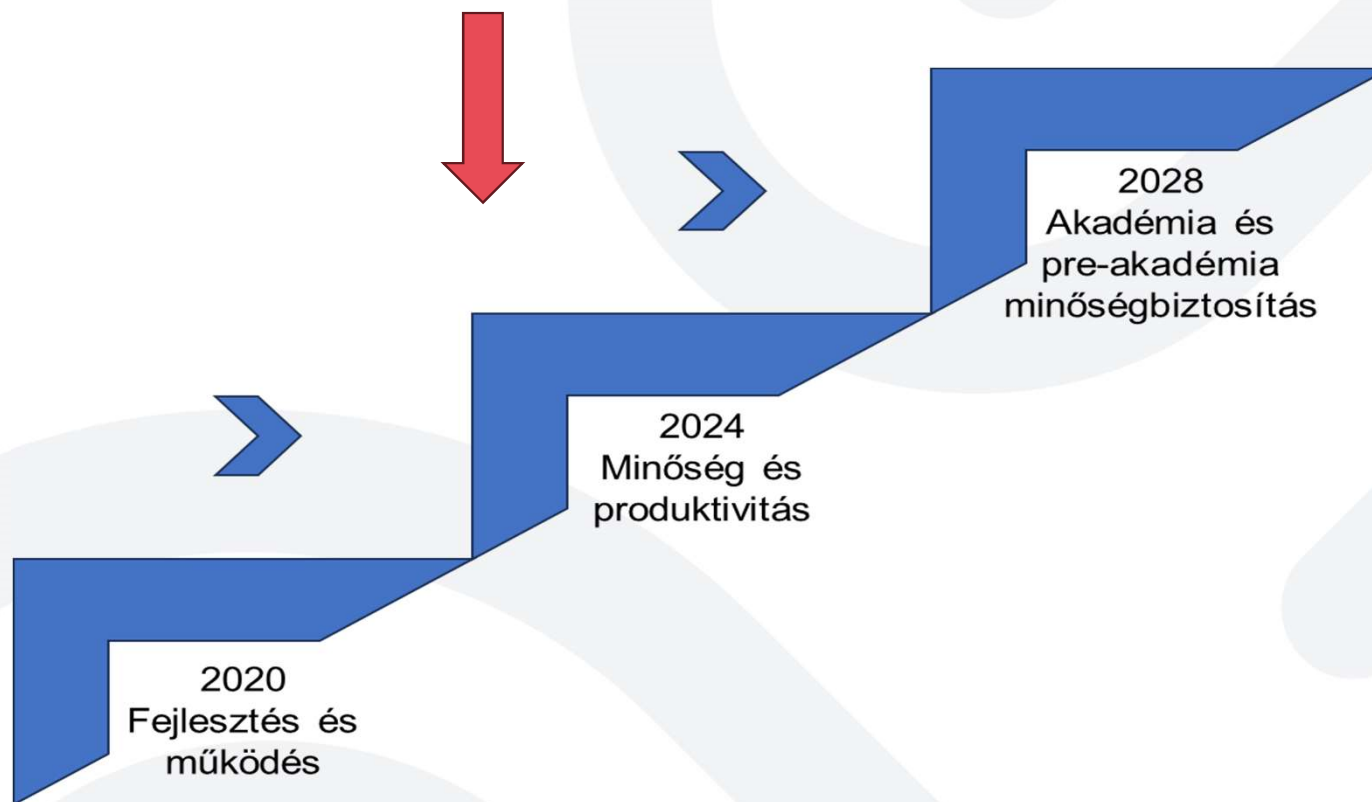 2028
Akadémia és
pre-akadémia
minőségbiztosítás
2024
Minőség és
produktivitás
2020
Fejlesztés és
működés